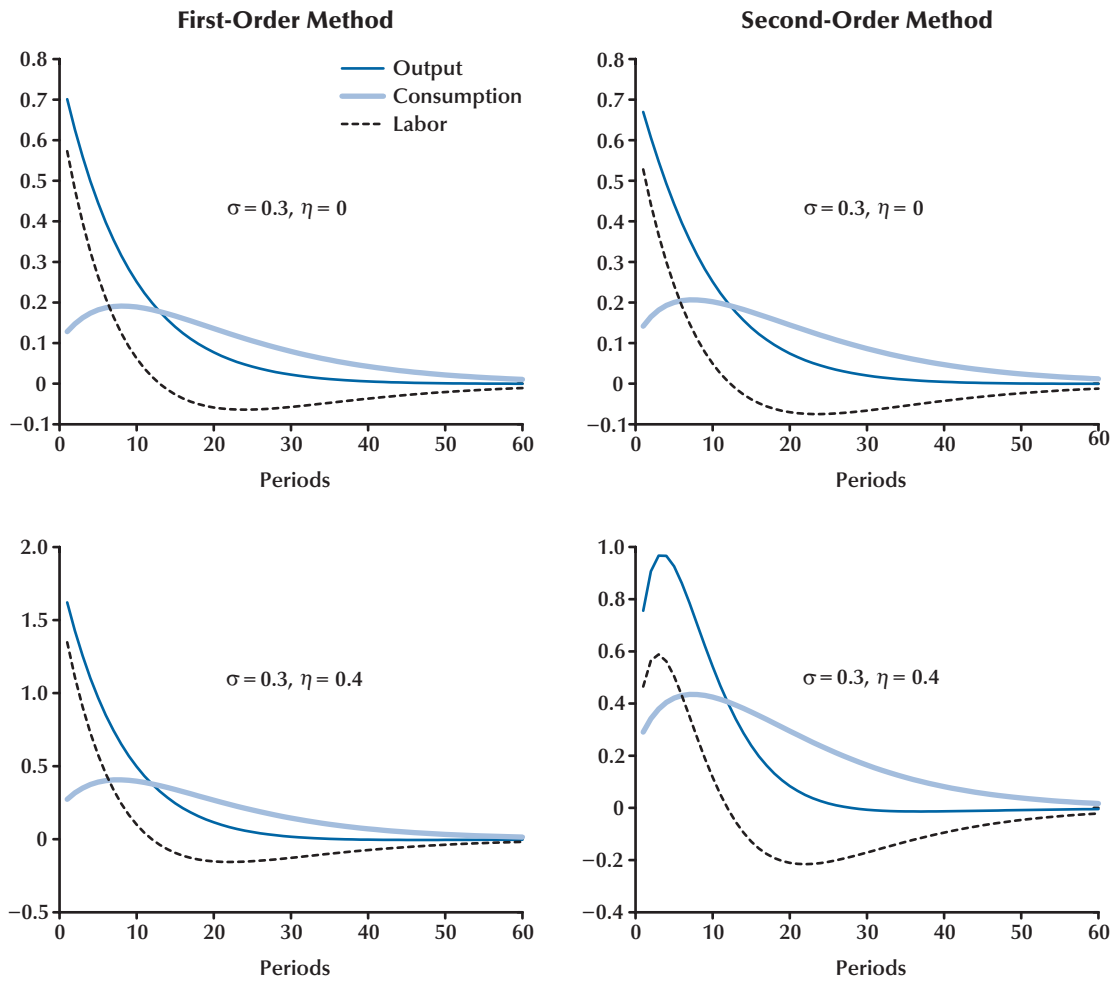 First-Order Method
0.8
0.7
0.6
0.5
0.4
0.3
0.2
0.1
0
−0.1
Output
Consumption
Labor
σ = 0.3, η = 0
0 10 20 30 40 50 60
Periods
Second-Order Method
0.8
0.7
0.6
0.5
0.4
0.3
0.2
0.1
0
−0.1
σ = 0.3, η = 0
0 10 20 30 40 50 60
Periods
2.0
1.5
1.0
0.5
0
−0.5
σ = 0.3, η = 0.4
0 10 20 30 40 50 60
Periods
1.0
0.8
0.6
0.4
0.2
0
−0.2
−0.4
σ = 0.3, η = 0.4
0 10 20 30 40 50 60
Periods